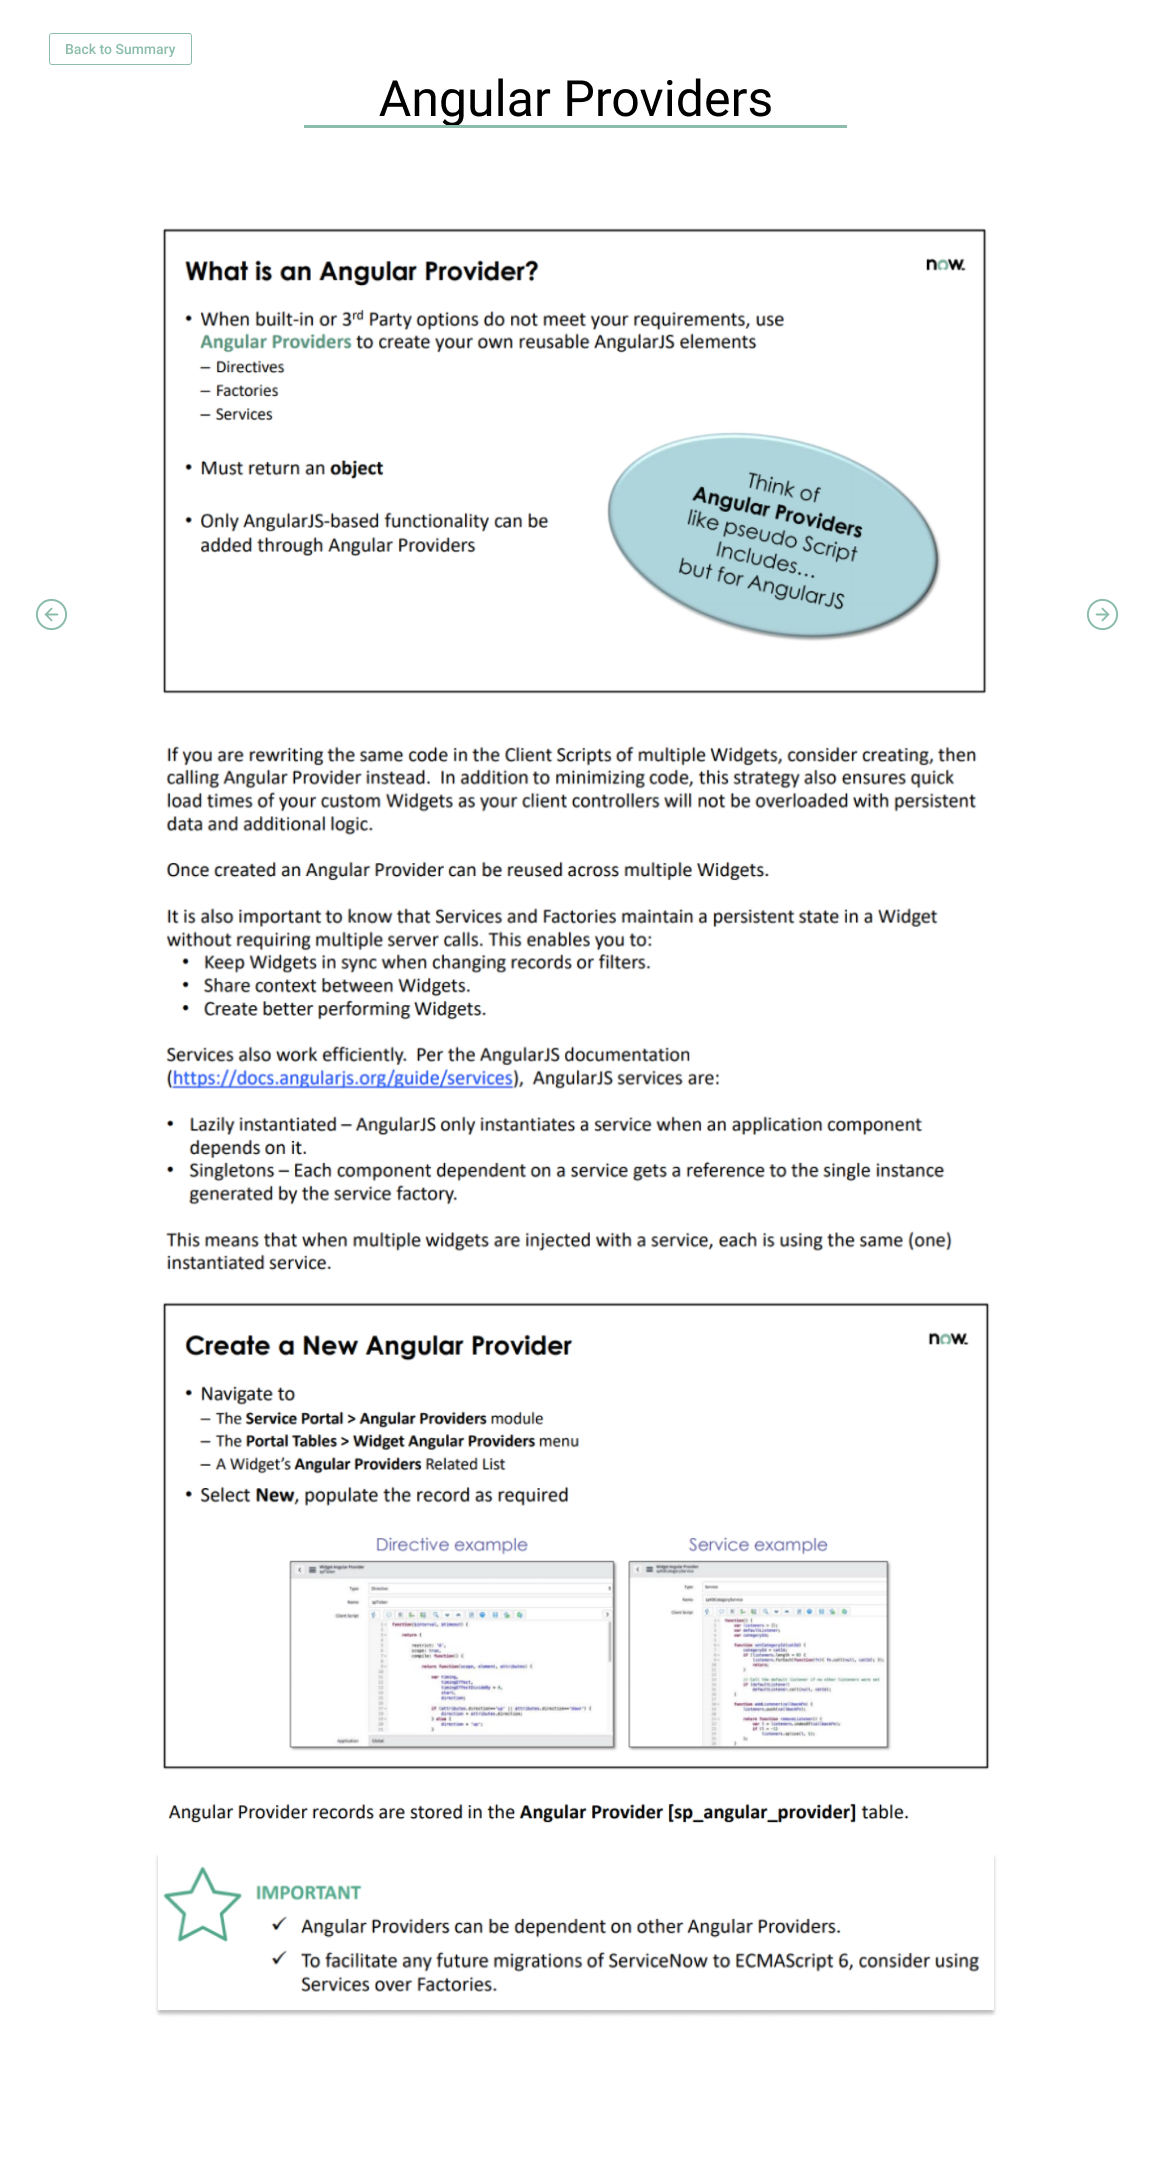 Back to Summary
Angular Providers
What is an Angular Provider?
now.
• When built-in or 3rd Party options do not meet your requirements, use
Angular Providers to create your own reusable AngularJS elements
– Directives
– Factories
– Services
• Must return an object
• Only AngularJS-based functionality can be
added through Angular Providers
Think of
Angular Providers
like pseudo Script
Includes...
but for AngularJS
If you are rewriting the same code in the Client Scripts of multiple Widgets, consider creating, then
calling Angular Provider instead. In addition to minimizing code, this strategy also ensures quick
load times of your custom Widgets as your client controllers will not be overloaded with persistent
data and additional logic.
Once created an Angular Provider can be reused across multiple Widgets.
It is also important to know that Services and Factories maintain a persistent state in a Widget
without requiring multiple server calls. This enables you to:
• Keep Widgets in sync when changing records or filters.
• Share context between Widgets.
• Create better performing Widgets.
Services also work efficiently. Per the AngularJS documentation
(https://docs.angularjs.org/guide/services), AngularJS services are:
• Lazily instantiated – AngularJS only instantiates a service when an application component
depends on it.
• Singletons – Each component dependent on a service gets a reference to the single instance
generated by the service factory.
This means that when multiple widgets are injected with a service, each is using the same (one)
instantiated service.
Create a New Angular Provider
now.
• Navigate to
– The Service Portal > Angular Providers module
– The Portal Tables > Widget Angular Providers menu
– A Widget's Angular Providers Related List
• Select New, populate the record as required
Directive example
Service example
Angular Provider records are stored in the Angular Provider [sp_angular_provider] table.
IMPORTANT
✓ Angular Providers can be dependent on other Angular Providers.
✓ To facilitate any future migrations of ServiceNow to ECMAScript 6, consider using
Services over Factories.